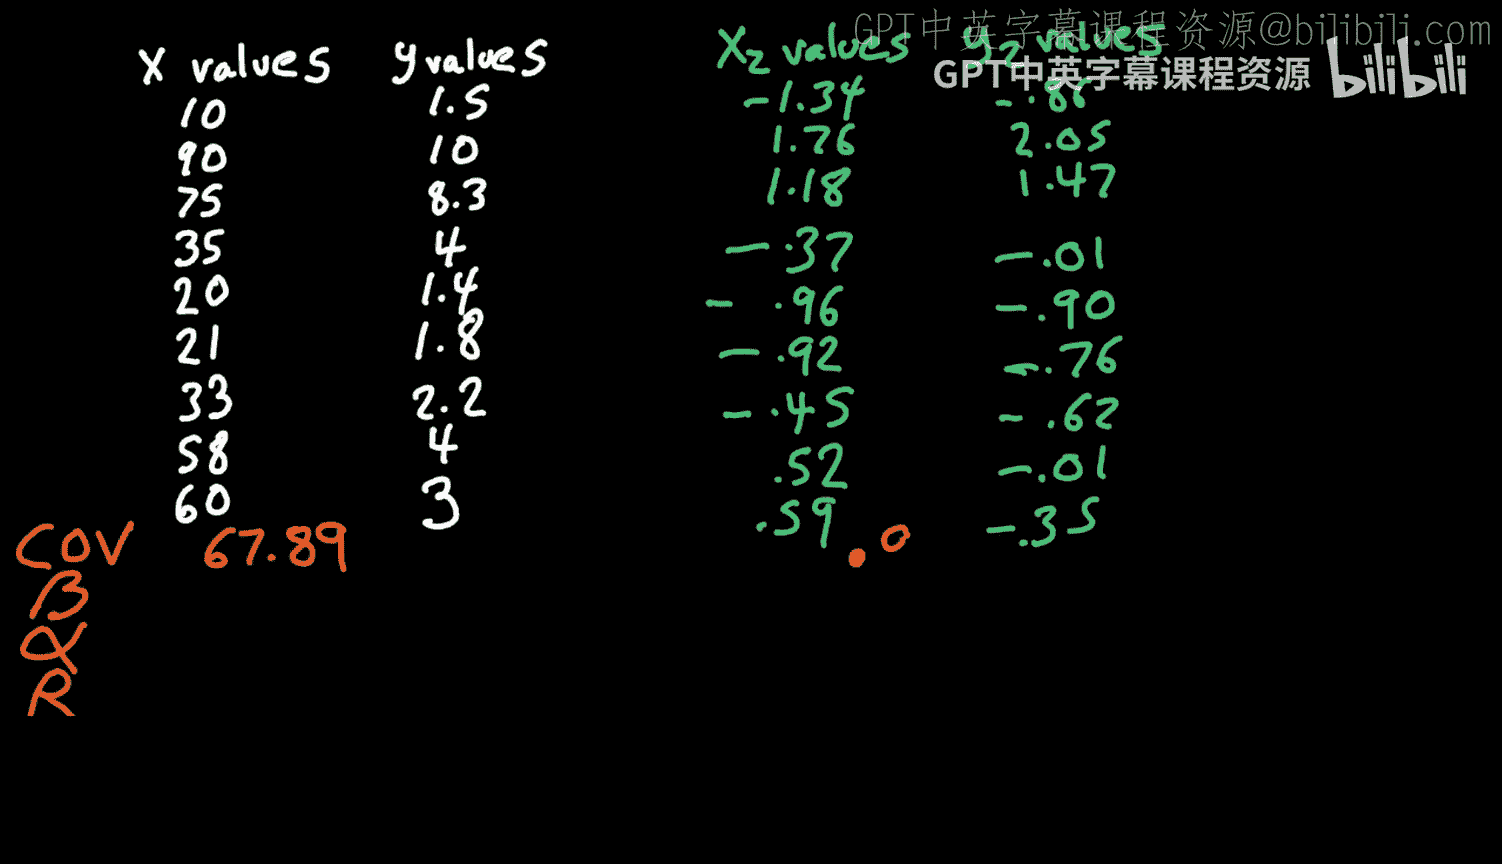 GPT中英字幕课程资源@bilibili.com
GPT中英字幕课程资源 bilibili
x values y values x2 values y2 values
10 1.5 -1.34 -.86
90 10 1.76 2.05
75 8.3 1.18 1.47
35 4 -.37 -.01
20 1.4 -.96 -.90
21 1.8 -.92 -.76
33 2.2 -.45 -.62
58 4 .52 -.01
60 3 .59 -.35
COV 67.89 .0
β
α
R